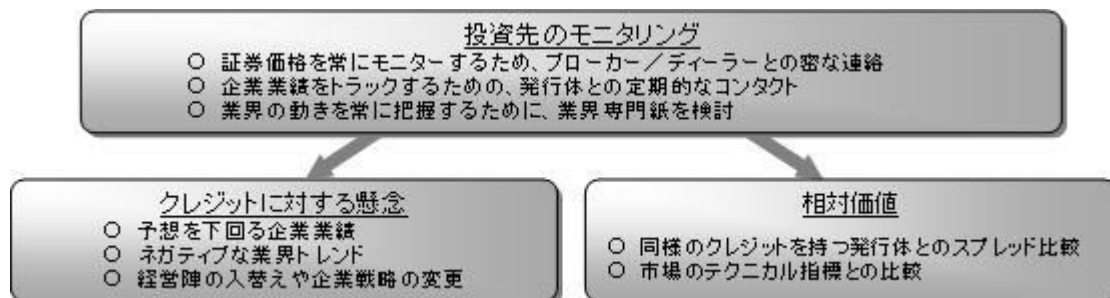 投資先のモニタリング
○ 証券価格を常にモニターするため、ブローカー／ディーラーとの密な連絡
○ 企業業績をトラックするための、発行体との定期的なコンタクト
○ 業界の動きを常に把握するために、業界専門紙を検討
クレジットに対する懸念
○ 予想を下回る企業業績
○ ネガティブな業界トレンド
○ 経営陣の入替えや企業戦略の変更
相対価値
○ 同様のクレジットを持つ発行体とのスプレッド比較
○ 市場のテクニカル指標との比較